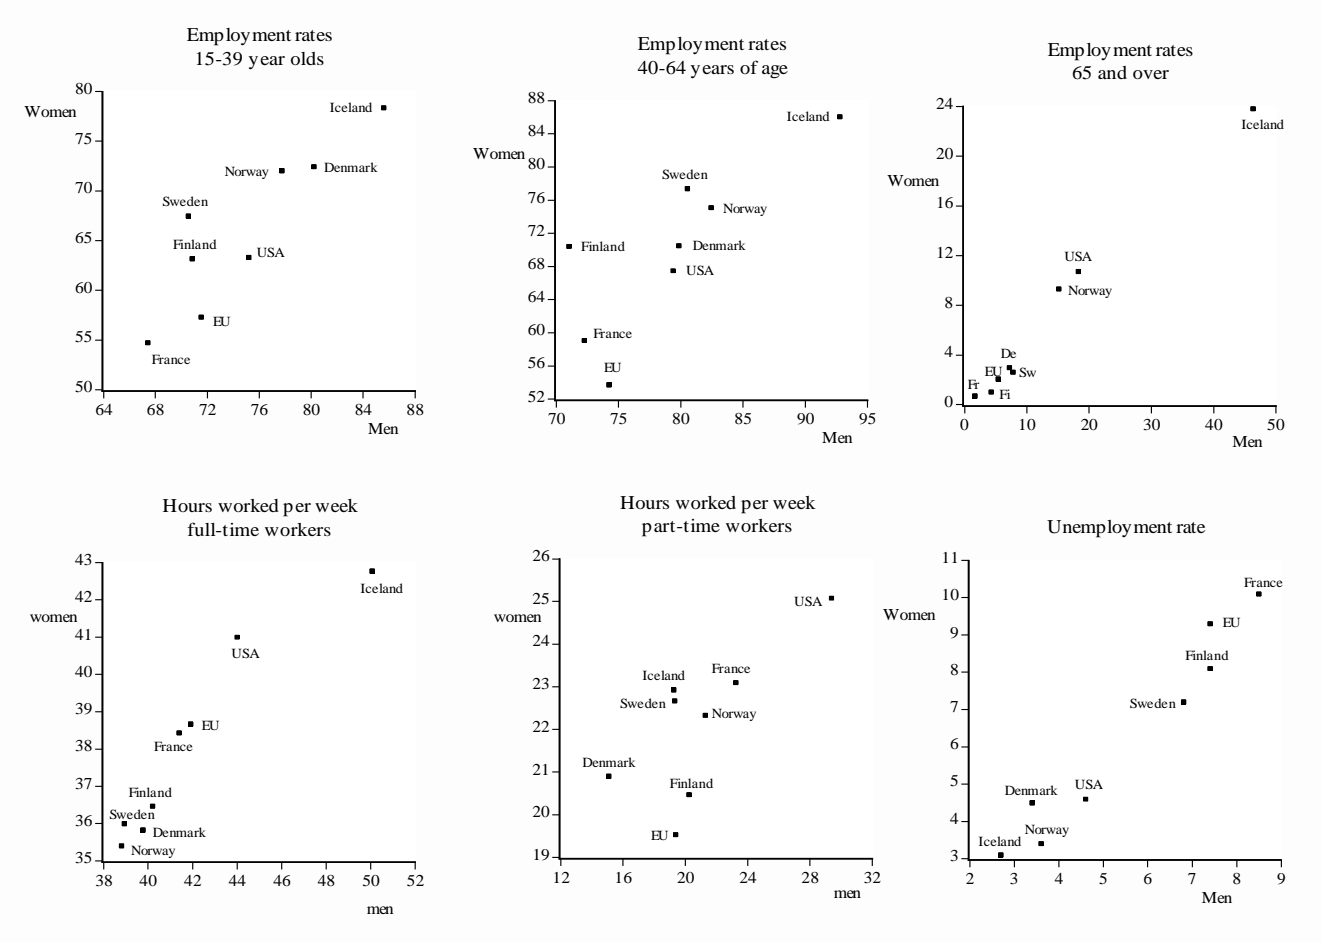 Employment rates
15-39 year olds
80
Women
Iceland
75
Norway
Denmark
70
Sweden
65
Finland
USA
60
EU
55
France
50
64 68 72 76 80 84 88
Men
Employment rates
40-64 years of age
88
Iceland
84
Women
80
Sweden
76
Norway
72
Finland
Denmark
68
USA
64
60
France
56
EU
52
70 75 80 85 90 95
Men
Employment rates
65 and over
24
Iceland
20
Women
16
12
USA
Norway
8
4
De
EU
Sw
Fr
Fi
0
0 10 20 30 40 50
Men
Hours worked per week
full-time workers
43
Iceland
42
women
41
USA
40
39
EU
38
France
37
Finland
Sweden
36
Denmark
Norway
35
38 40 42 44 46 48 50 52
men
Hours worked per week
part-time workers
26
25
USA
women
24
France
Iceland
23
Sweden
Norway
22
Denmark
21
Finland
20
EU
19
12 16 20 24 28 32
men
Unemployment rate
11
France
10
Women
EU
9
Finland
8
Sweden
7
6
5
Denmark
USA
4
Norway
Iceland
3
2 3 4 5 6 7 8 9
Men